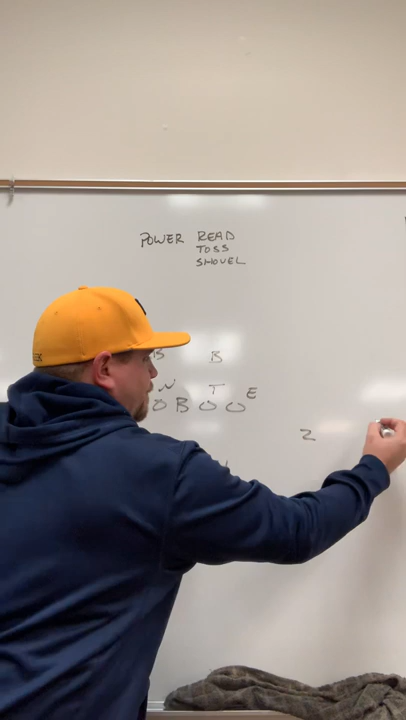 POWER READ
TOSS
SHOVEL
B B
N T E
O B O O
Z